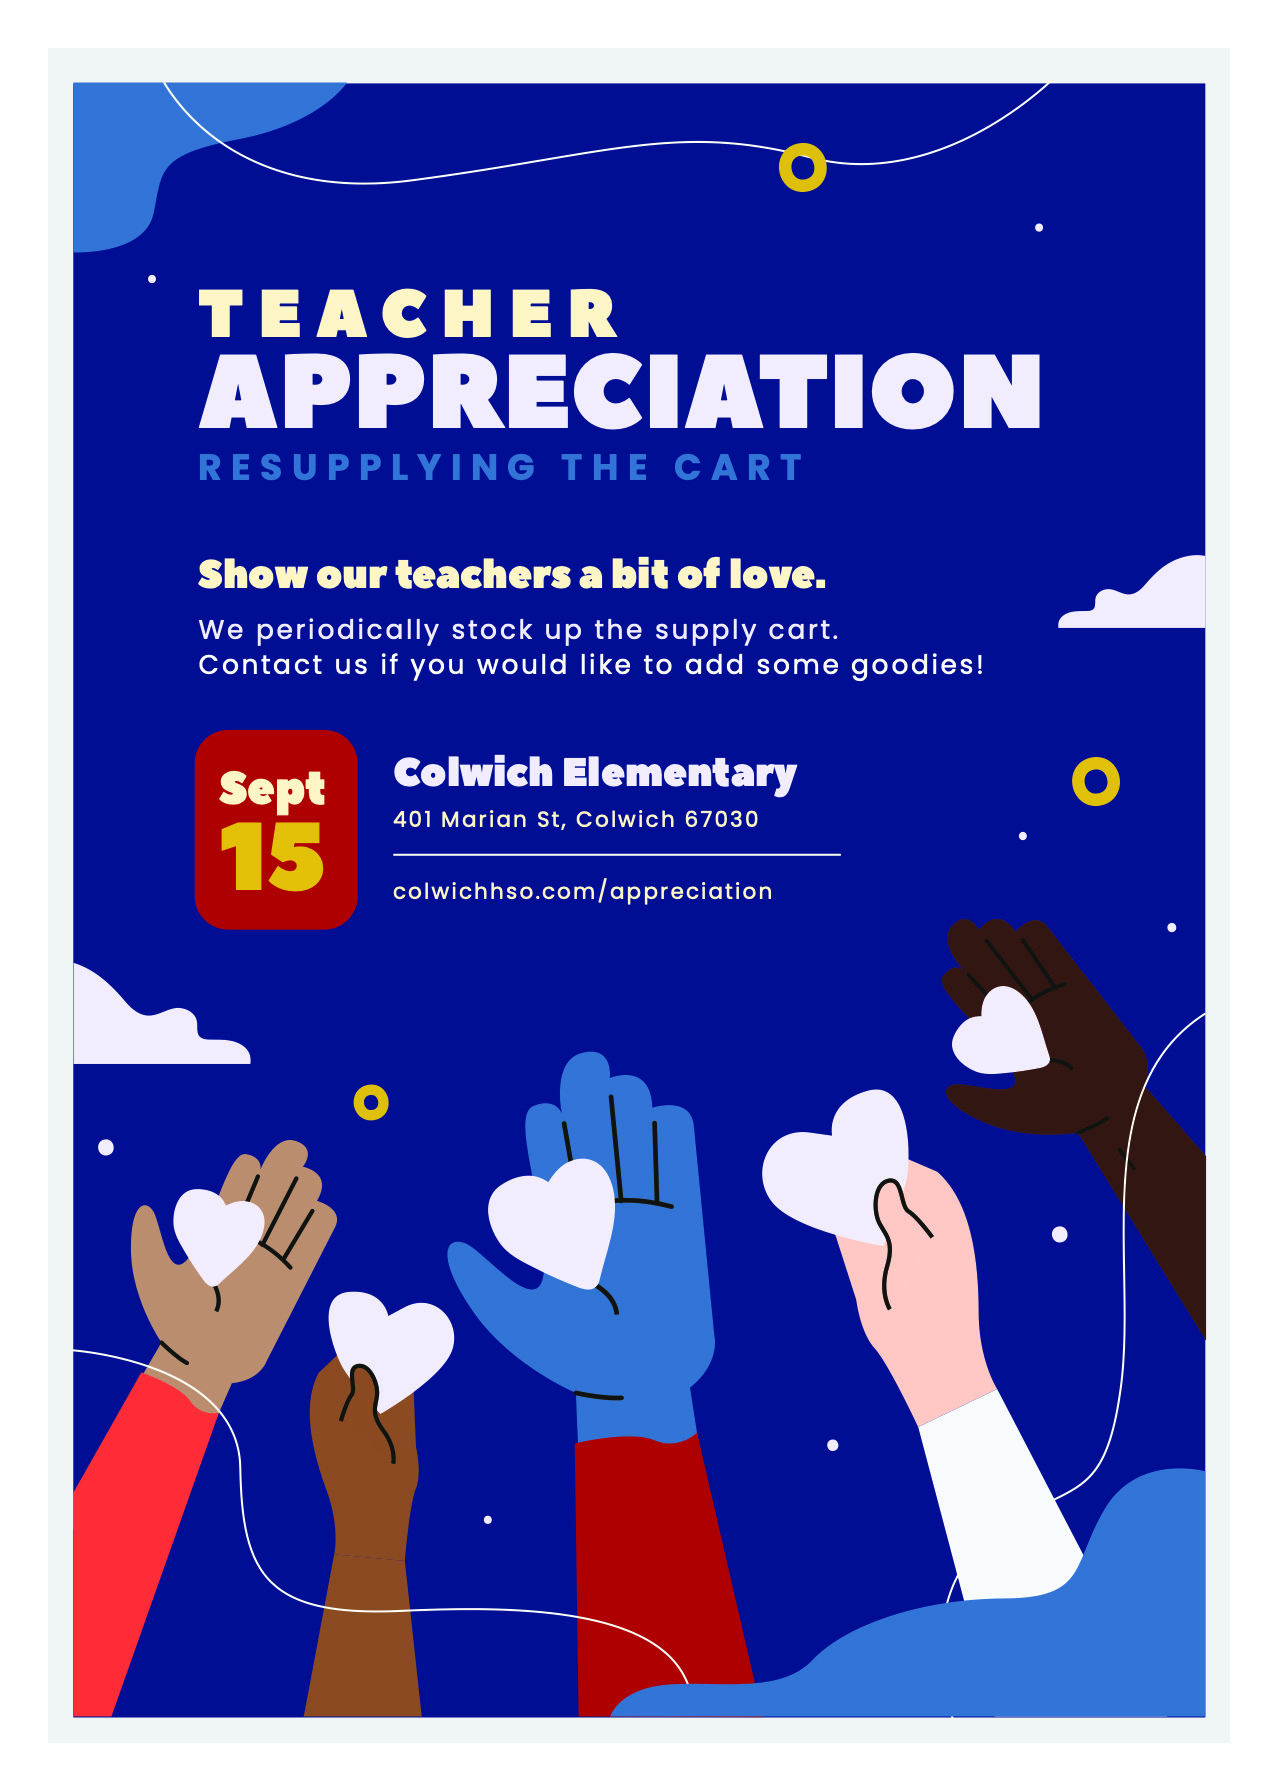 TEACHER
APPRECIATION
RESUPPLYING THE CART
Show our teachers a bit of love.
We periodically stock up the supply cart.
Contact us if you would like to add some goodies!
Sept
15
Colwich Elementary
401 Marian St, Colwich 67030
colwichhso.com/appreciation